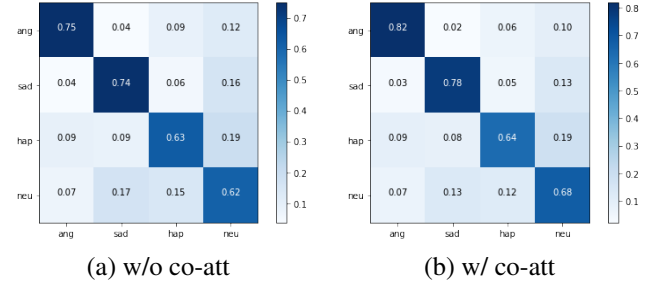 ang 0.75 0.04 0.09 0.12
sad 0.04 0.74 0.06 0.16
hap 0.09 0.09 0.63 0.19
neu 0.07 0.17 0.15 0.62
ang sad hap neu
0.7
0.6
0.5
0.4
0.3
0.2
0.1
(a) w/o co-att
ang 0.82 0.02 0.06 0.10
sad 0.03 0.78 0.05 0.13
hap 0.09 0.08 0.64 0.19
neu 0.07 0.13 0.12 0.68
ang sad hap neu
0.8
0.7
0.6
0.5
0.4
0.3
0.2
0.1
(b) w/ co-att